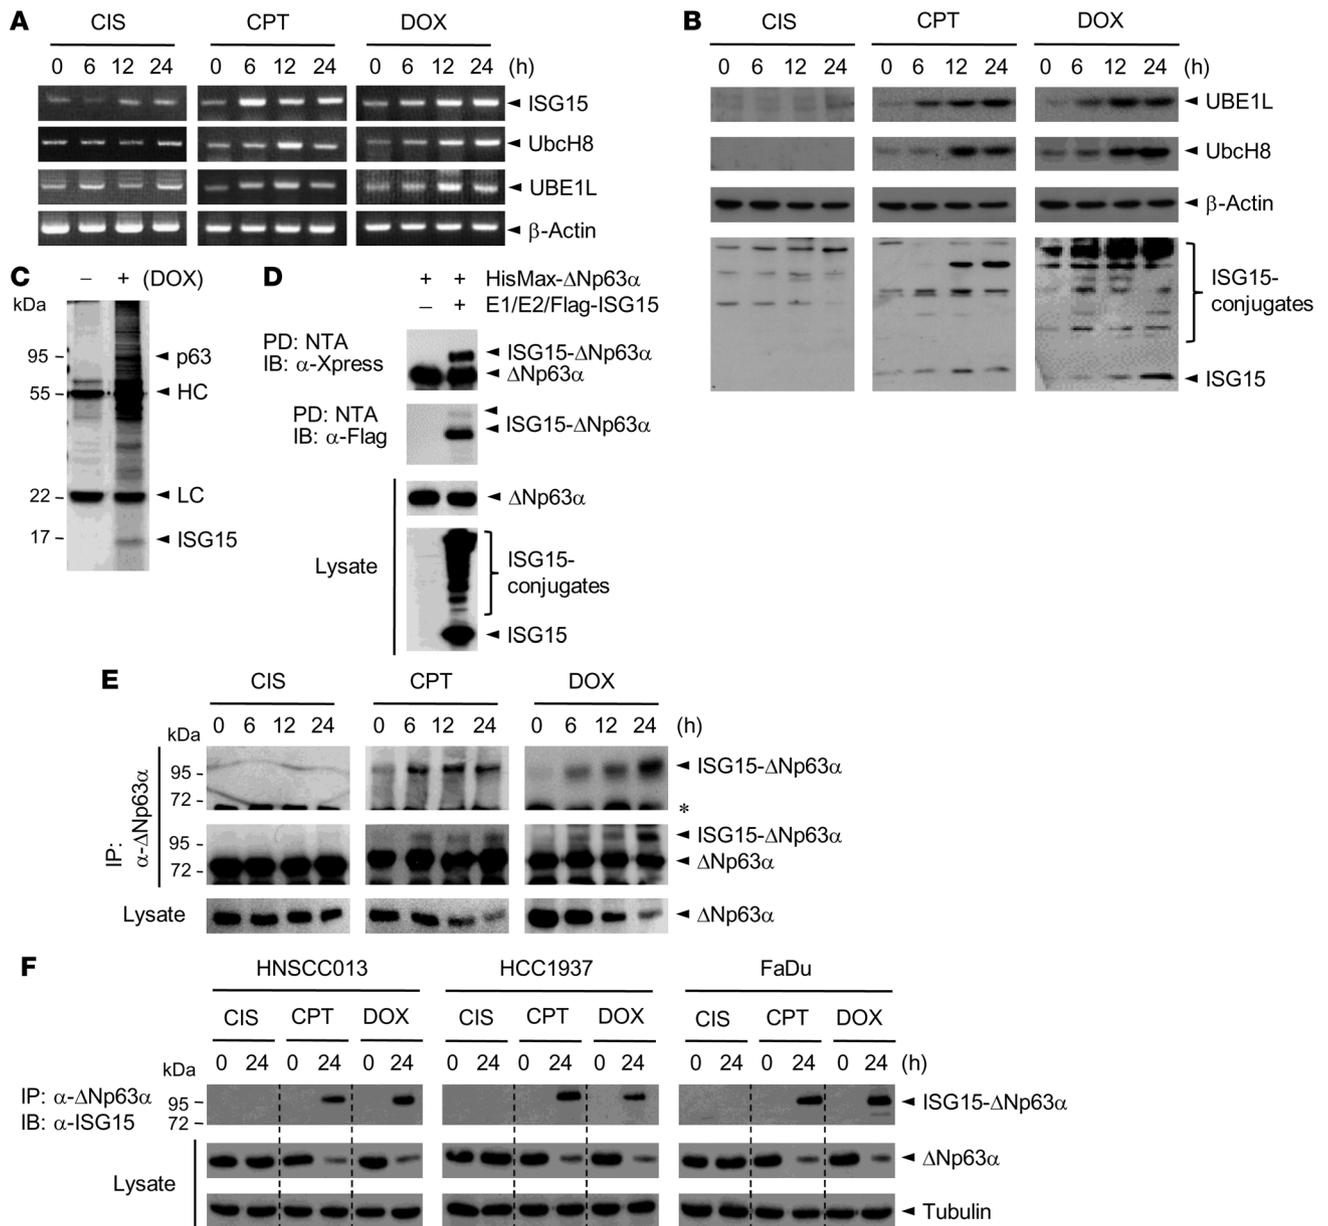 A
CIS CPT DOX
0 6 12 24 0 6 12 24 0 6 12 24 (h)
ISG15
UbcH8
UBE1L
β-Actin
B
CIS CPT DOX
0 6 12 24 0 6 12 24 0 6 12 24 (h)
UBE1L
UbcH8
β-Actin
ISG15-
conjugates
ISG15
C
– + (DOX)
kDa
95
p63
55
HC
22
LC
17
ISG15
D
+ + HisMax-ΔNp63α
– + E1/E2/Flag-ISG15
PD: NTA
IB: α-Xpress
ISG15-ΔNp63α
ΔNp63α
PD: NTA
IB: α-Flag
ISG15-ΔNp63α
ΔNp63α
Lysate
ISG15-
conjugates
ISG15
E
CIS CPT DOX
0 6 12 24 0 6 12 24 0 6 12 24 (h)
kDa
IP:
α-ΔNp63α
95
ISG15-ΔNp63α
72
*
95
ISG15-ΔNp63α
72
ΔNp63α
Lysate
ΔNp63α
F
HNSCC013 HCC1937 FaDu
CIS CPT DOX CIS CPT DOX CIS CPT DOX
0 24 0 24 0 24 0 24 0 24 0 24 0 24 0 24 0 24 (h)
kDa
IP: α-ΔNp63α
IB: α-ISG15
95
72
ISG15-ΔNp63α
Lysate
ΔNp63α
Tubulin